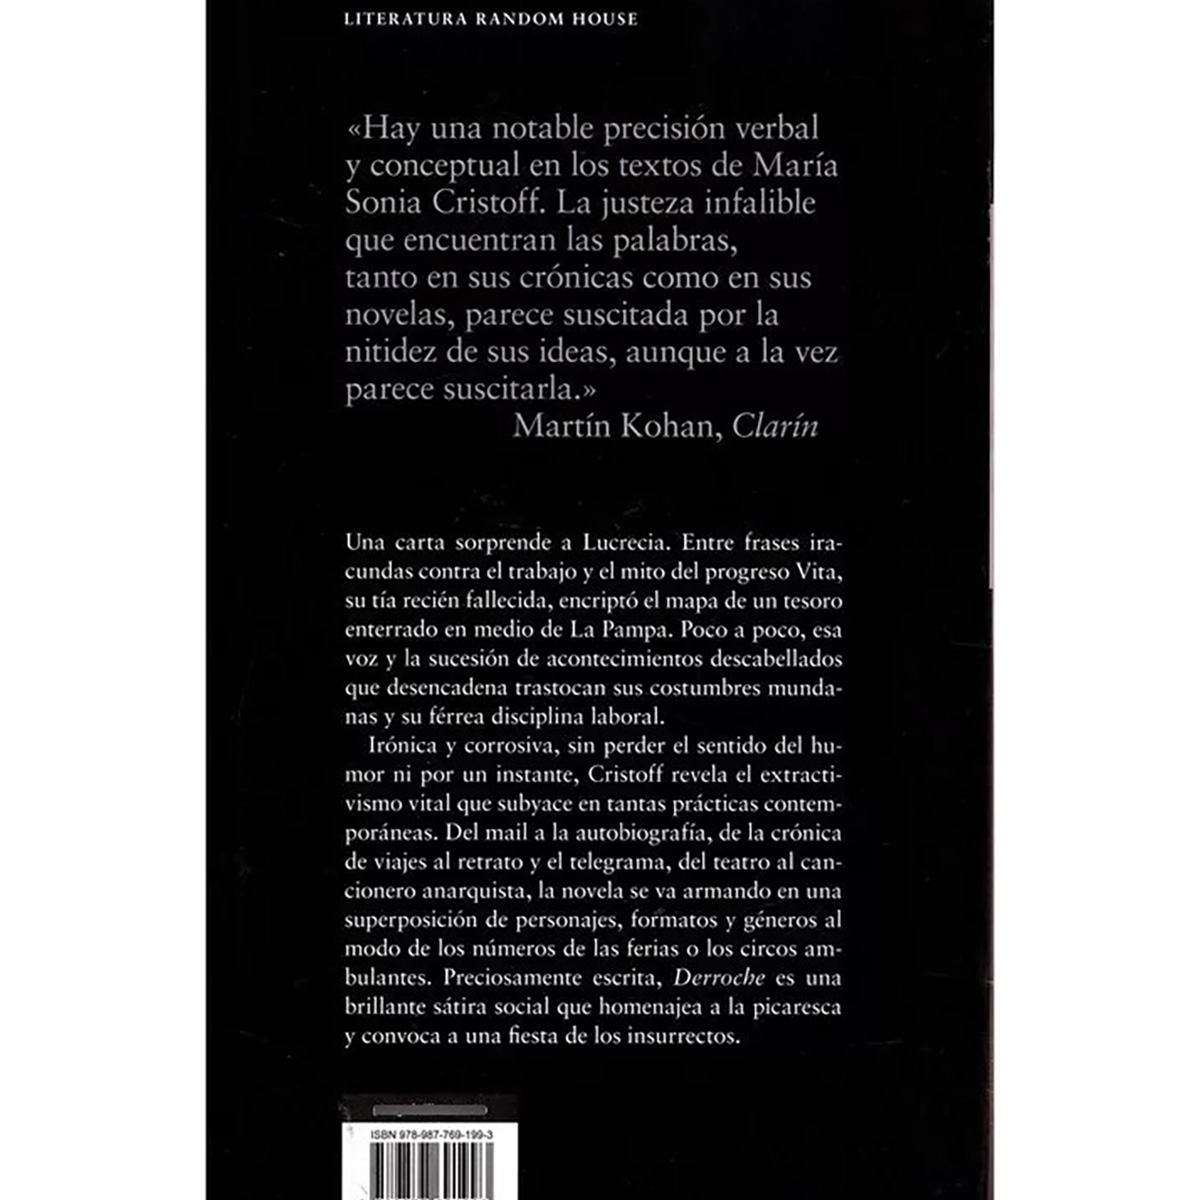 LITERATURA RANDOM HOUSE
«Hay una notable precisión verbal
y conceptual en los textos de María
Sonia Cristoff. La justeza infalible
que encuentran las palabras,
tanto en sus crónicas como en sus
novelas, parece suscitada por la
nitidez de sus ideas, aunque a la vez
parece suscitarla.»
Martín Kohan, Clarín
Una carta sorprende a Lucrecia. Entre frases ira-
cundas contra el trabajo y el mito del progreso Vita,
su tía recién fallecida, encriptó el mapa de un tesoro
enterrado en medio de La Pampa. Poco a poco, esa
voz y la sucesión de acontecimientos descabellados
que desencadena trastocan sus costumbres munda-
nas y su férrea disciplina laboral.
Irónica y corrosiva, sin perder el sentido del hu-
mor ni por un instante, Cristoff revela el extracti-
vismo vital que subyace en tantas prácticas contem-
poráneas. Del mail a la autobiografía, de la crónica
de viajes al retrato y el telegrama, del teatro al can-
cionero anarquista, la novela se va armando en una
superposición de personajes, formatos y géneros al
modo de los números de las ferias o los circos am-
bulantes. Preciosamente escrita, Derroche es una
brillante sátira social que homenajea a la picaresca
y convoca a una fiesta de los insurrectos.
ISBN 978-987-769-199-3